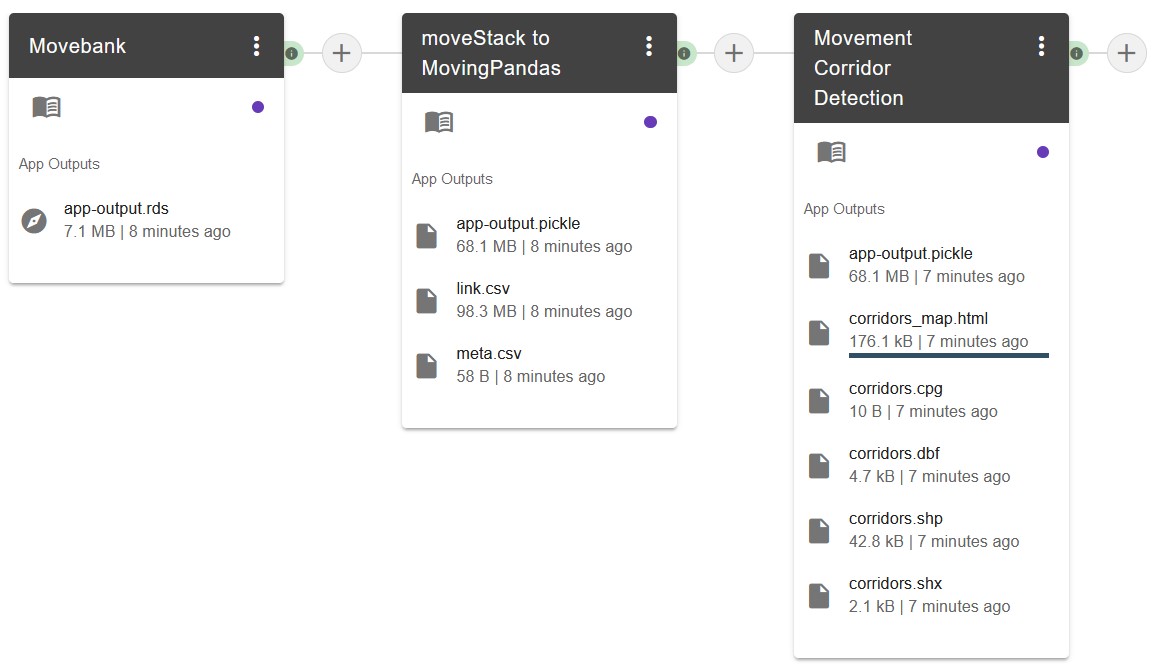 Movebank
App Outputs
app-output.rds
7.1 MB | 8 minutes ago
moveStack to
MovingPandas
App Outputs
app-output.pickle
68.1 MB | 8 minutes ago
link.csv
98.3 MB | 8 minutes ago
meta.csv
58 B | 8 minutes ago
Movement
Corridor
Detection
App Outputs
app-output.pickle
68.1 MB | 7 minutes ago
corridors_map.html
176.1 kB | 7 minutes ago
corridors.cpg
10 B | 7 minutes ago
corridors.dbf
4.7 kB | 7 minutes ago
corridors.shp
42.8 kB | 7 minutes ago
corridors.shx
2.1 kB | 7 minutes ago